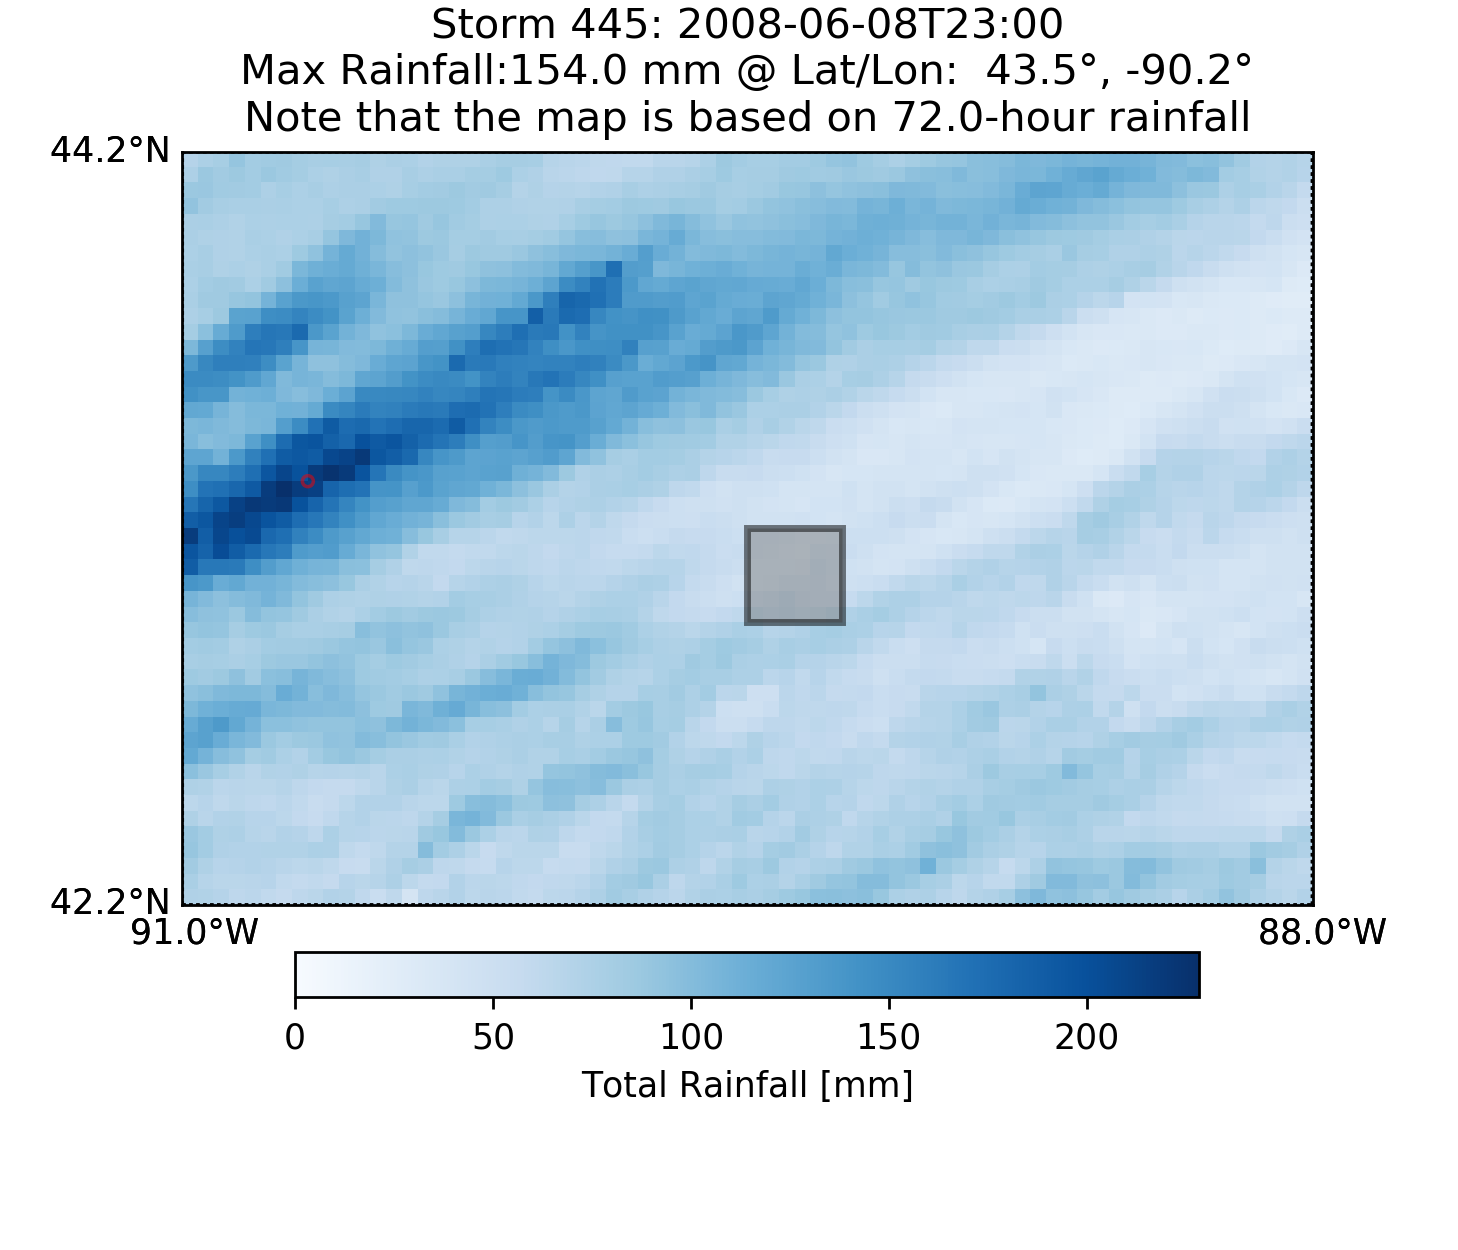 Storm 445: 2008-06-08T23:00
Max Rainfall:154.0 mm @ Lat/Lon:  43.5°, -90.2°
Note that the map is based on 72.0-hour rainfall
44.2°N
42.2°N
91.0°W 88.0°W
0 50 100 150 200
Total Rainfall [mm]